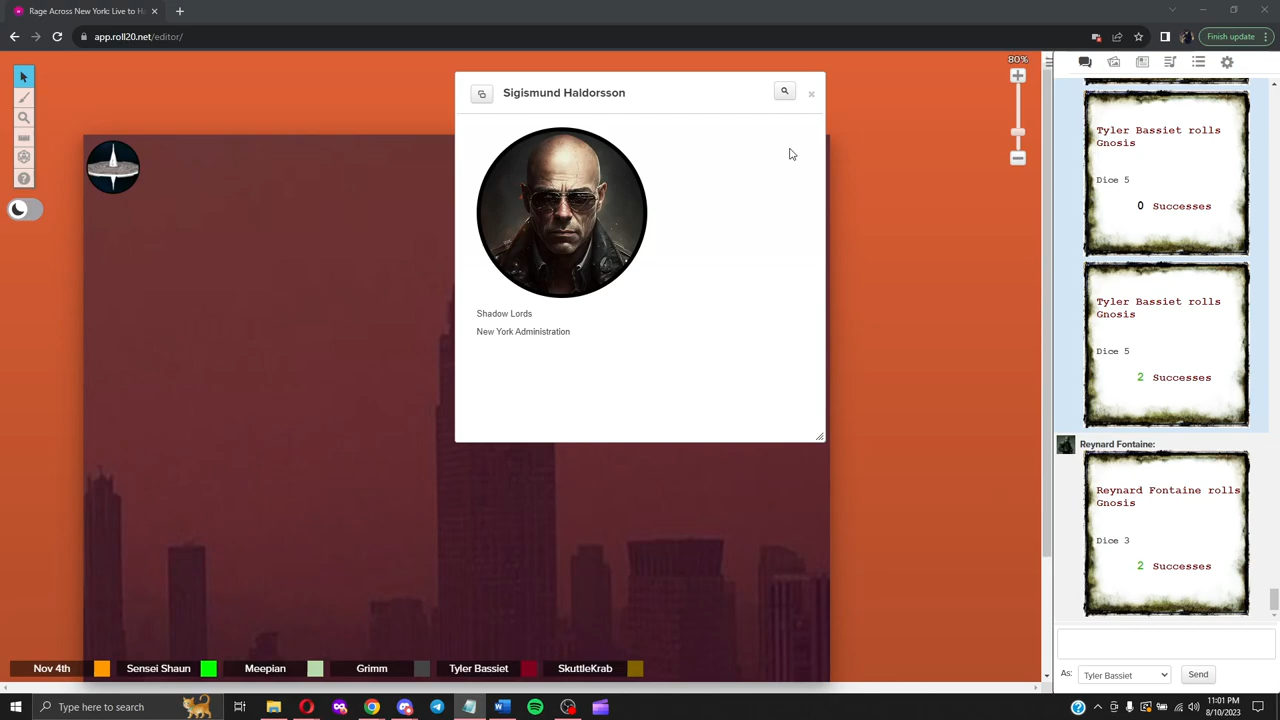 Rage Across New York: Live to H
app.roll20.net/editor/
Finish update
80%
Sigismund Haldorsson
Shadow Lords
New York Administration
Tyler Bassiet rolls
Gnosis
Dice 5
0 Successes
Tyler Bassiet rolls
Gnosis
Dice 5
2 Successes
Reynard Fontaine:
Reynard Fontaine rolls
Gnosis
Dice 3
2 Successes
As:
Tyler Bassiet
Send
Nov 4th
Sensei Shaun
Meepian
Grimm
Tyler Bassiet
SkuttleKrab
Type here to search
11:01 PM
8/10/2023